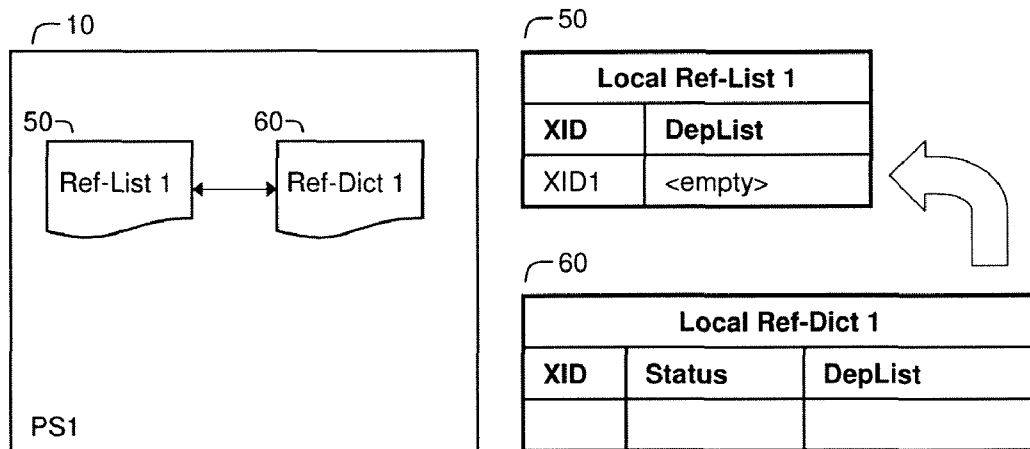 10
50
60
Ref-List 1
Ref-Dict 1
PS1
50
Local Ref-List 1
XID DepList
XID1 <empty>
60
Local Ref-Dict 1
XID Status DepList